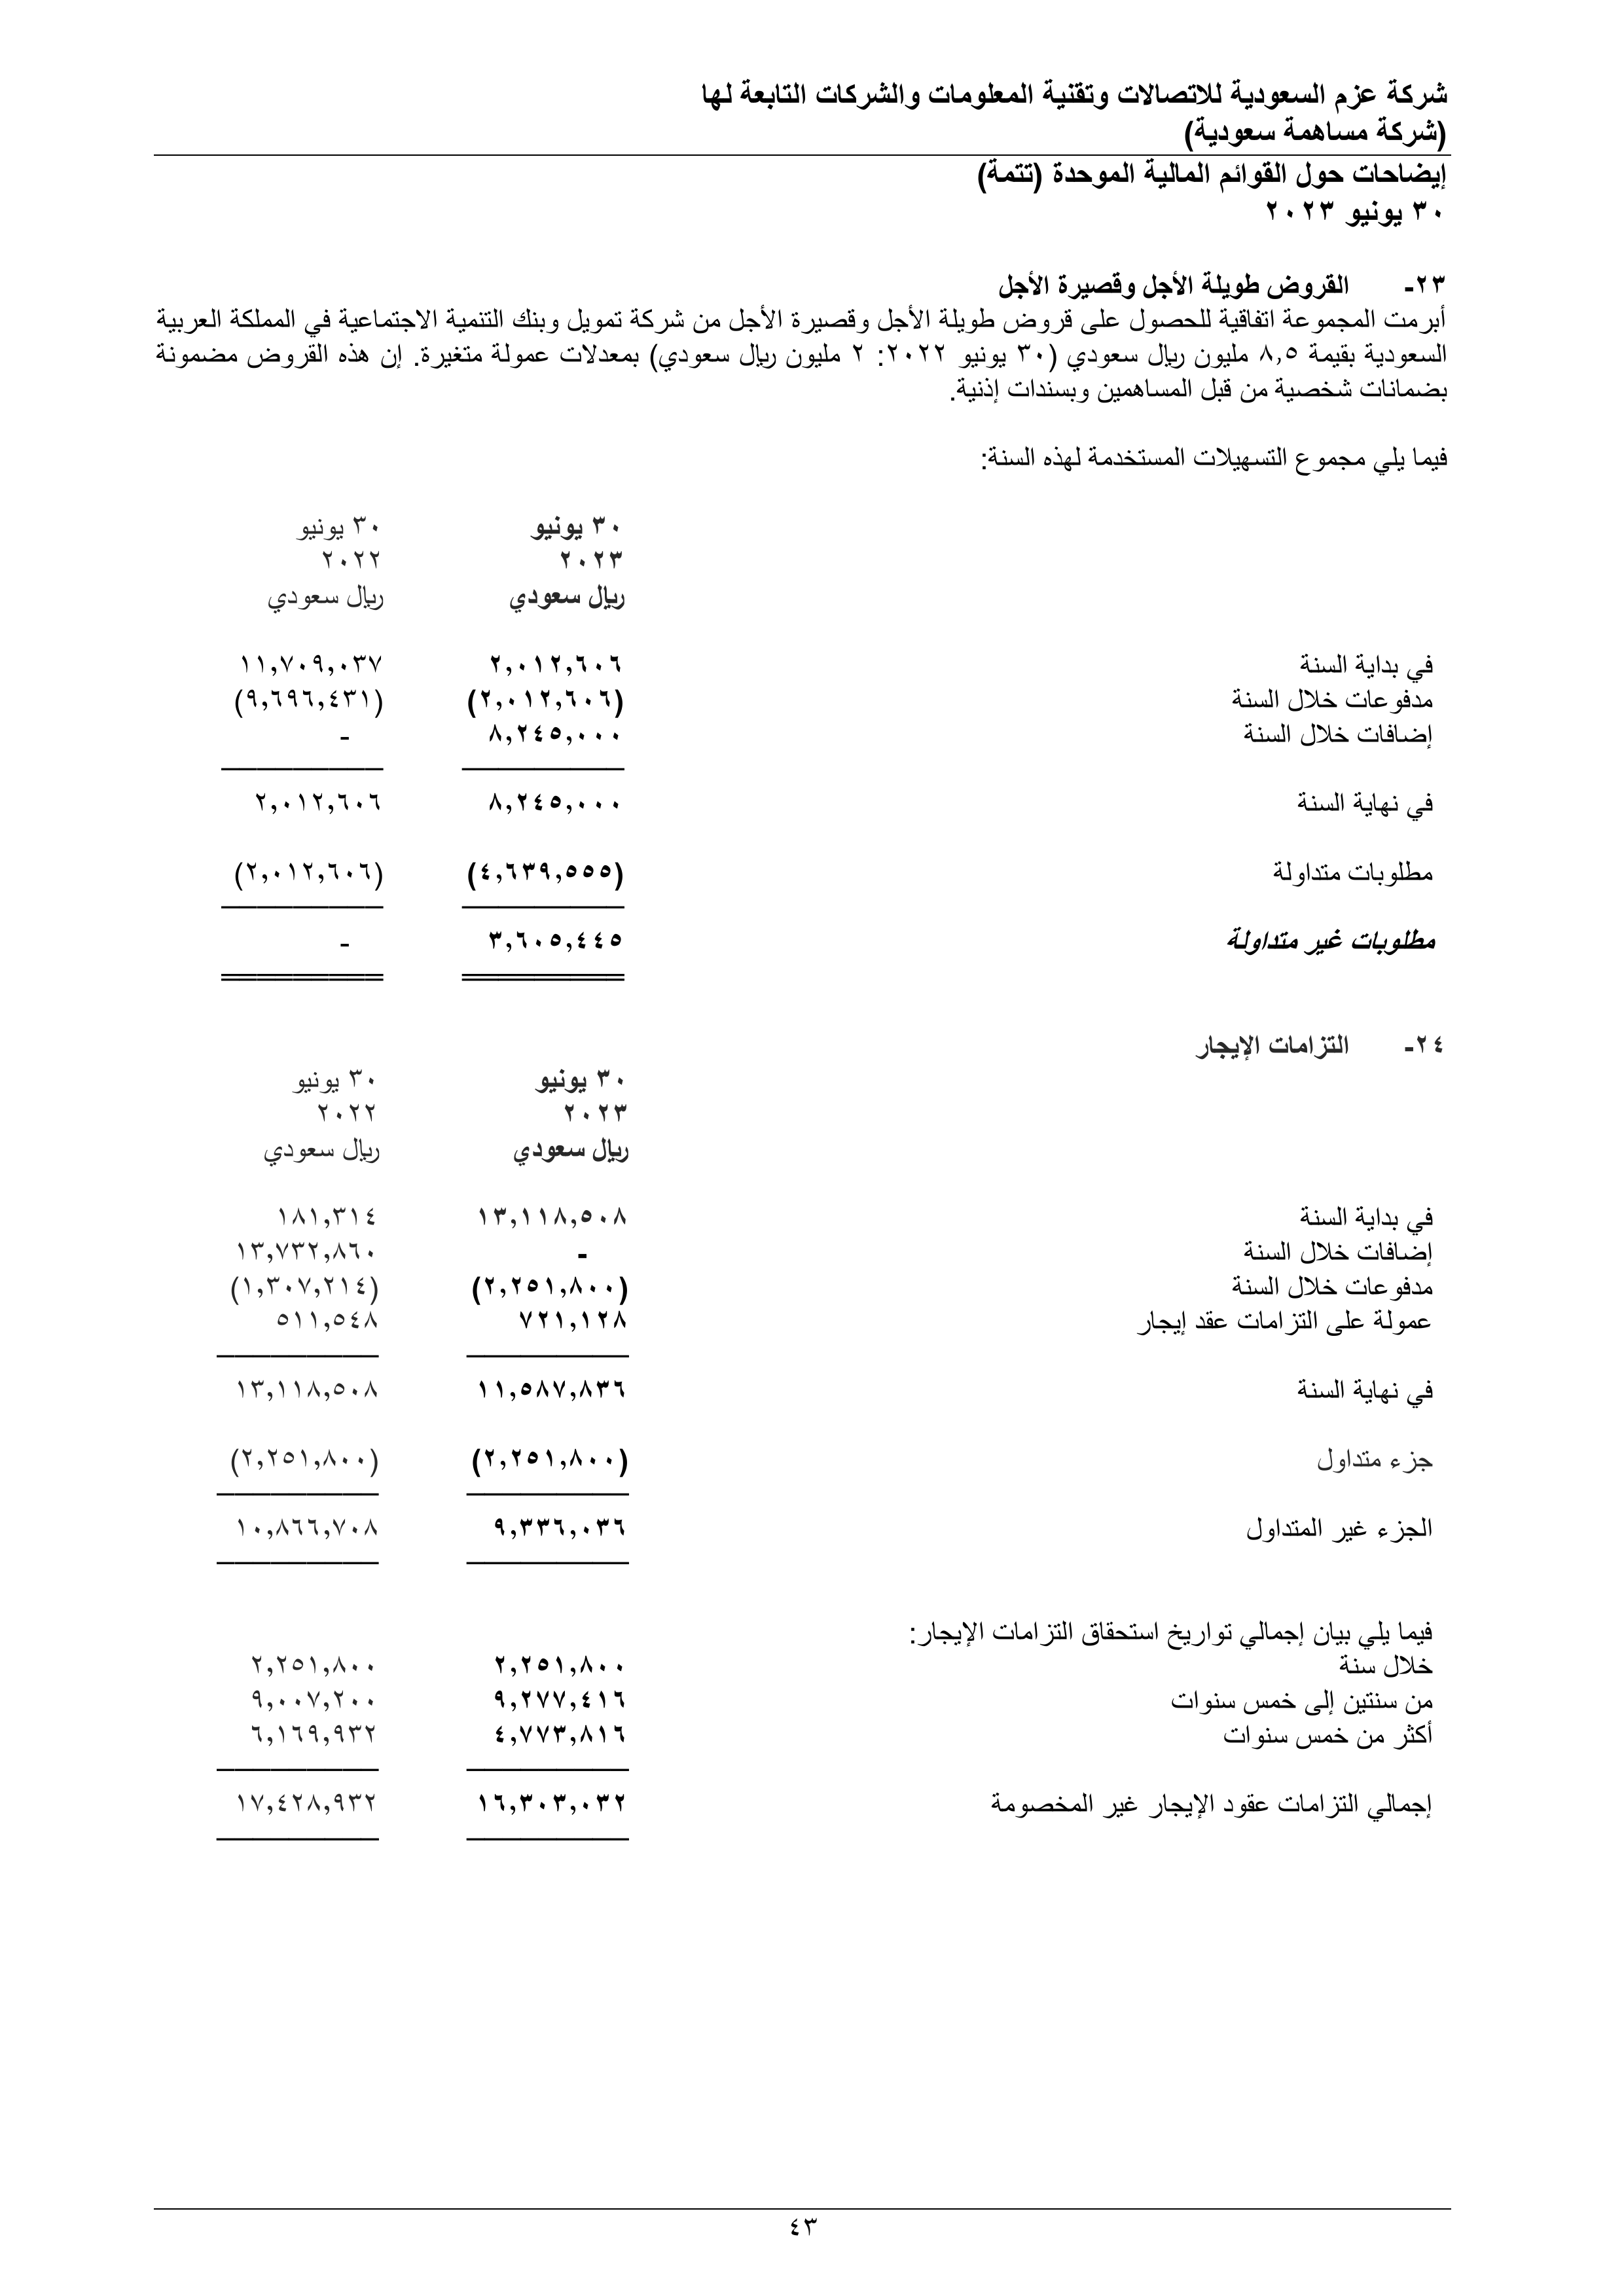 شركة عزم السعودية للاتصالات وتقنية المعلومات والشركات التابعة لها
(شركة مساهمة سعودية)
إيضاحات حول القوائم المالية الموحدة (تتمة)
٣٠ يونيو ٢٠٢٣
٢٣- القروض طويلة الأجل وقصيرة الأجل
أبرمت المجموعة اتفاقية للحصول على قروض طويلة الأجل وقصيرة الأجل من شركة تمويل وبنك التنمية الاجتماعية في المملكة العربية
السعودية بقيمة ٨,٥ مليون ريال سعودي (٣٠ يونيو ٢٠٢٢: ٢ مليون ريال سعودي) بمعدلات عمولة متغيرة. إن هذه القروض مضمونة
بضمانات شخصية من قبل المساهمين وبسندات إذنية.
فيما يلي مجموع التسهيلات المستخدمة لهذه السنة:
٣٠ يونيو ٣٠ يونيو
٢٠٢٣ ٢٠٢٢
ريال سعودي ريال سعودي
في بداية السنة ٢,٠١٢,٦٠٦ ١١,٧٠٩,٠٣٧
مدفوعات خلال السنة (٢,٠١٢,٦٠٦) (٩,٦٩٦,٤٣١)
إضافات خلال السنة ٨,٢٤٥,٠٠٠ -
في نهاية السنة ٨,٢٤٥,٠٠٠ ٢,٠١٢,٦٠٦
مطلوبات متداولة (٤,٦٣٩,٥٥٥) (٢,٠١٢,٦٠٦)
مطلوبات غير متداولة ٣,٦٠٥,٤٤٥ -
٢٤- التزامات الإيجار
٣٠ يونيو ٣٠ يونيو
٢٠٢٣ ٢٠٢٢
ريال سعودي ريال سعودي
في بداية السنة ١٣,١١٨,٥٠٨ ١٨١,٣١٤
إضافات خلال السنة - ١٣,٧٣٢,٨٦٠
مدفوعات خلال السنة (٢,٢٥١,٨٠٠) (١,٣٠٧,٢١٤)
عمولة على التزامات عقد إيجار ٧٢١,١٢٨ ٥١١,٥٤٨
في نهاية السنة ١١,٥٨٧,٨٣٦ ١٣,١١٨,٥٠٨
جزء متداول (٢,٢٥١,٨٠٠) (٢,٢٥١,٨٠٠)
الجزء غير المتداول ٩,٣٣٦,٠٣٦ ١٠,٨٦٦,٧٠٨
فيما يلي بيان إجمالي تواريخ استحقاق التزامات الإيجار:
خلال سنة ٢,٢٥١,٨٠٠ ٢,٢٥١,٨٠٠
من سنتين إلى خمس سنوات ٩,٢٧٧,٤١٦ ٩,٠٠٧,٢٠٠
أكثر من خمس سنوات ٤,٧٧٣,٨١٦ ٦,١٦٩,٩٣٢
إجمالي التزامات عقود الإيجار غير المخصومة ١٦,٣٠٣,٠٣٢ ١٧,٤٢٨,٩٣٢
٤٣